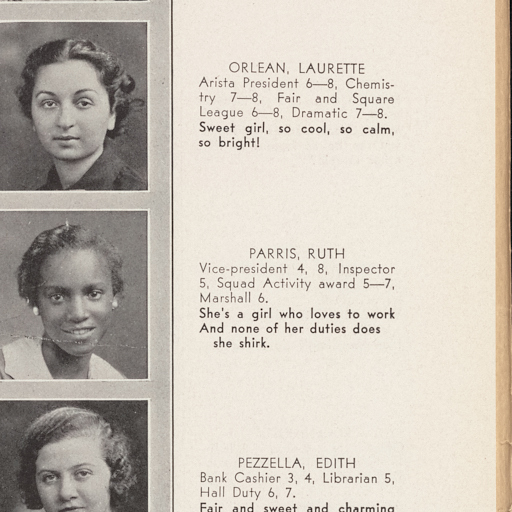 ORLEAN, LAURETTE
Arista President 6—8, Chemis-
try 7—8, Fair and Square
League 6—8, Dramatic 7—8.
Sweet girl, so cool, so calm,
so bright!
PARRIS, RUTH
Vice-president 4, 8, Inspector
5, Squad Activity award 5—7,
Marshall 6.
She's a girl who loves to work
And none of her duties does
she shirk.
PEZZELLA, EDITH
Bank Cashier 3, 4, Librarian 5,
Hall Duty 6, 7.
Fair and sweet and charming